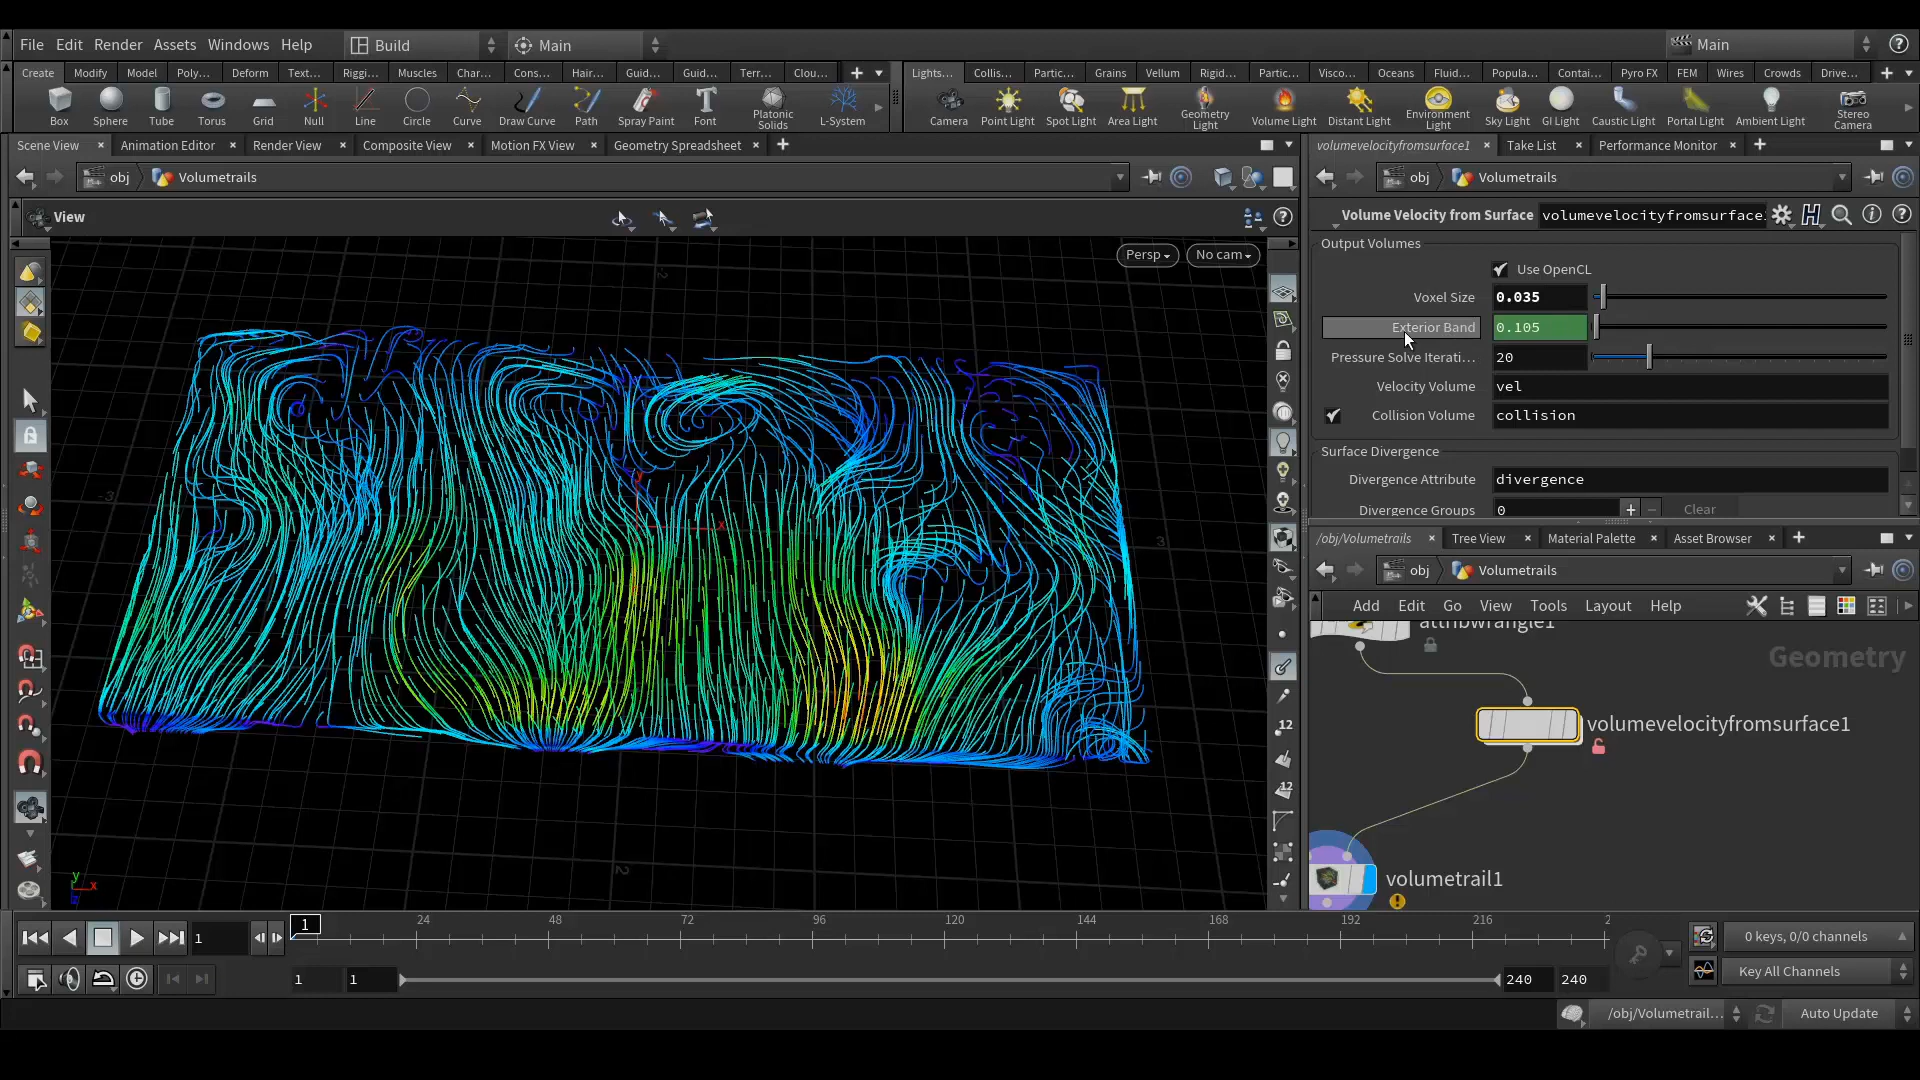 File Edit Render Assets Windows Help Build Main Main
Create Modify Model Poly... Deform Text... Riggi... Muscles Char... Cons... Hair... Guid... Guid... Terr... Clou... Lights... Collis... Partic... Grains Vellum Rigid... Partic... Visco... Oceans Fluid... Popula... Contai... Pyro FX FEM Wires Crowds Drive...
Box Sphere Tube Torus Grid Null Line Circle Curve Draw Curve Path Spray Paint Font Platonic Solids L-System Camera Point Light Spot Light Area Light Geometry Light Volume Light Distant Light Environment Light Sky Light GI Light Caustic Light Portal Light Ambient Light Stereo Camera
Scene View Animation Editor Render View Composite View Motion FX View Geometry Spreadsheet
volumevelocityfromsurface1 Take List Performance Monitor
obj Volumetrails
obj Volumetrails
View
Persp No cam
Volume Velocity from Surface volumevelocityfromsurface
Output Volumes
Use OpenCL
Voxel Size 0.035
Exterior Band 0.105
Pressure Solve Iterati... 20
Velocity Volume vel
Collision Volume collision
Surface Divergence
Divergence Attribute divergence
Divergence Groups 0 + - Clear
/obj/Volumetrails Tree View Material Palette Asset Browser
obj Volumetrails
Add Edit Go View Tools Layout Help
attribwrangle1
Geometry
volumevelocityfromsurface1
volumetrail1
2
-3
x
3
2
y
x
12
12
1 1 24 48 72 96 120 144 168 192 216 2
0 keys, 0/0 channels
1 1 240 240 Key All Channels
/obj/Volumetrail... Auto Update